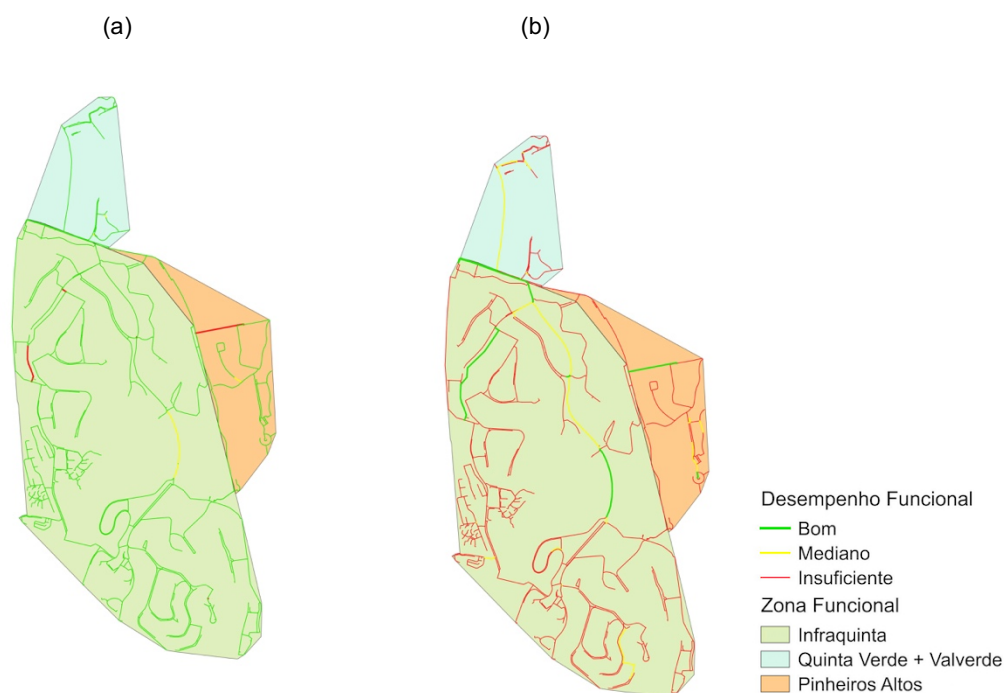 (a)
(b)
Desempenho Funcional
Bom
Mediano
Insuficiente
Zona Funcional
Infraquinta
Quinta Verde + Valverde
Pinheiros Altos